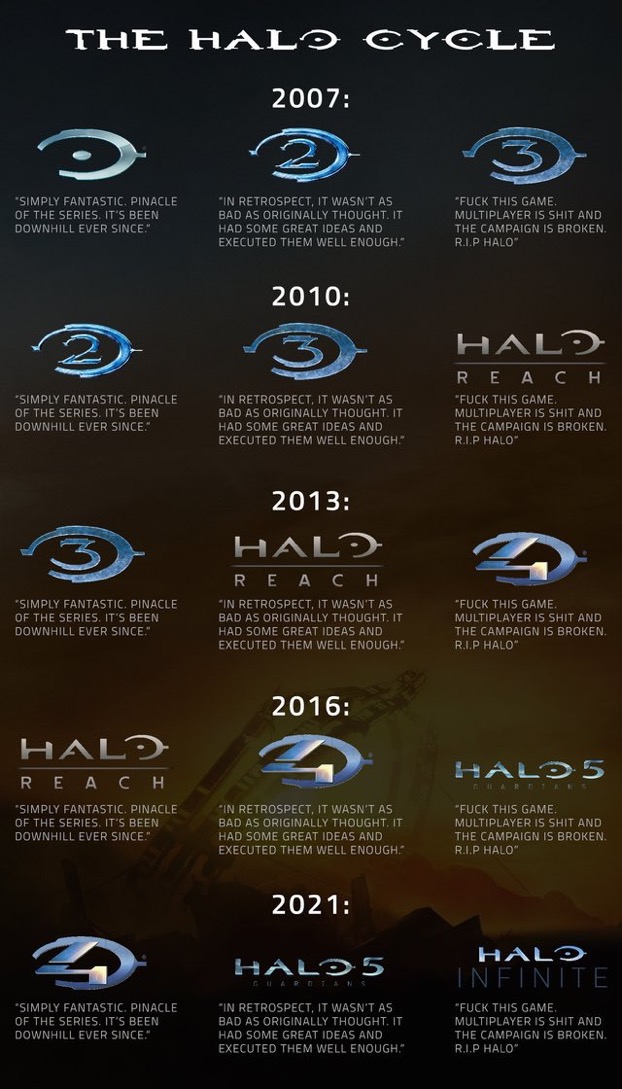 THE HALO CYCLE
2007:
2
3
"SIMPLY FANTASTIC. PINACLE
OF THE SERIES. IT'S BEEN
DOWNHILL EVER SINCE."
"IN RETROSPECT, IT WASN'T AS
BAD AS ORIGINALLY THOUGHT. IT
HAD SOME GREAT IDEAS AND
EXECUTED THEM WELL ENOUGH."
"FUCK THIS GAME.
MULTIPLAYER IS SHIT AND
THE CAMPAIGN IS BROKEN.
R.I.P HALO"
2010:
2
3
HALO
REACH
"SIMPLY FANTASTIC. PINACLE
OF THE SERIES. IT'S BEEN
DOWNHILL EVER SINCE."
"IN RETROSPECT, IT WASN'T AS
BAD AS ORIGINALLY THOUGHT. IT
HAD SOME GREAT IDEAS AND
EXECUTED THEM WELL ENOUGH."
"FUCK THIS GAME.
MULTIPLAYER IS SHIT AND
THE CAMPAIGN IS BROKEN.
R.I.P HALO"
2013:
3
HALO
REACH
4
"SIMPLY FANTASTIC. PINACLE
OF THE SERIES. IT'S BEEN
DOWNHILL EVER SINCE."
"IN RETROSPECT, IT WASN'T AS
BAD AS ORIGINALLY THOUGHT. IT
HAD SOME GREAT IDEAS AND
EXECUTED THEM WELL ENOUGH."
"FUCK THIS GAME.
MULTIPLAYER IS SHIT AND
THE CAMPAIGN IS BROKEN.
R.I.P HALO"
2016:
HALO
REACH
4
HALO 5
GUARDIANS
"SIMPLY FANTASTIC. PINACLE
OF THE SERIES. IT'S BEEN
DOWNHILL EVER SINCE."
"IN RETROSPECT, IT WASN'T AS
BAD AS ORIGINALLY THOUGHT. IT
HAD SOME GREAT IDEAS AND
EXECUTED THEM WELL ENOUGH."
"FUCK THIS GAME.
MULTIPLAYER IS SHIT AND
THE CAMPAIGN IS BROKEN.
R.I.P HALO"
2021:
4
HALO 5
GUARDIANS
HALO
INFINITE
"SIMPLY FANTASTIC. PINACLE
OF THE SERIES. IT'S BEEN
DOWNHILL EVER SINCE."
"IN RETROSPECT, IT WASN'T AS
BAD AS ORIGINALLY THOUGHT. IT
HAD SOME GREAT IDEAS AND
EXECUTED THEM WELL ENOUGH."
"FUCK THIS GAME.
MULTIPLAYER IS SHIT AND
THE CAMPAIGN IS BROKEN.
R.I.P HALO"